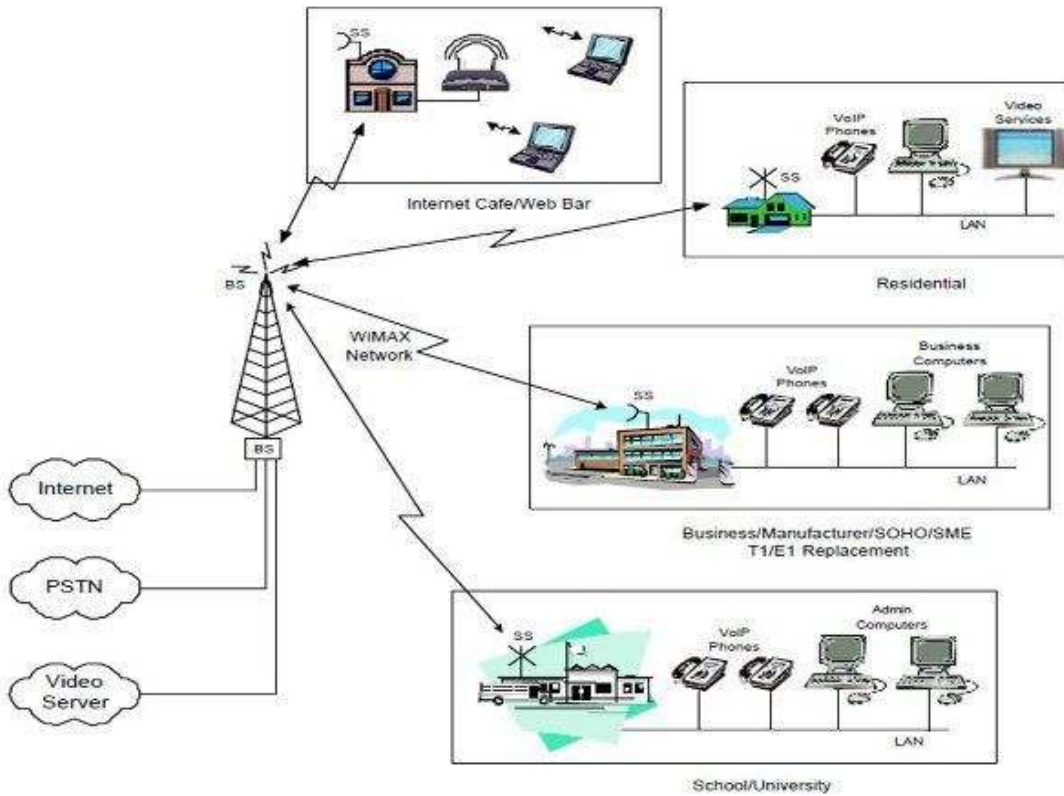 SS
Internet Cafe/Web Bar
VoIP
Phones
Video
Services
SS
LAN
Residential
BS
WiMAX
Network
BS
Internet
PSTN
Video
Server
SS
VoIP
Phones
Business
Computers
LAN
Business/Manufacturer/SOHO/SME
T1/E1 Replacement
SS
VoIP
Phones
Admin
Computers
LAN
School/University